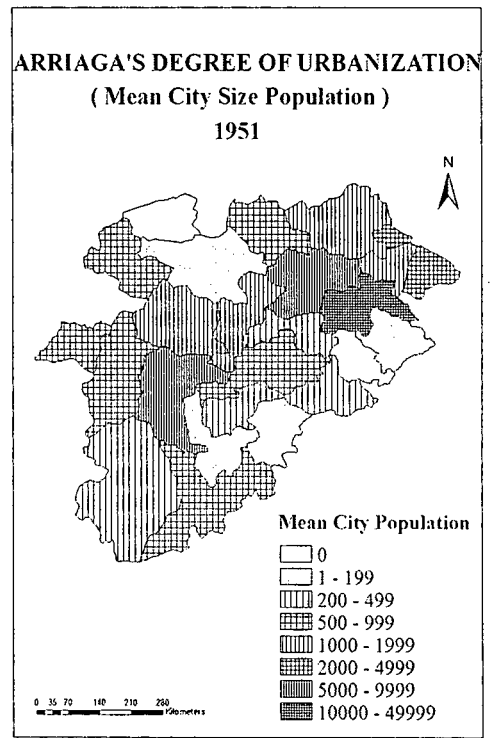 ARRIAGA'S DEGREE OF URBANIZATION
( Mean City Size Population )
1951
N
Mean City Population
0
1 - 199
200 - 499
500 - 999
1000 - 1999
2000 - 4999
5000 - 9999
10000 - 49999
0 35 70 140 210 280
Kilometers